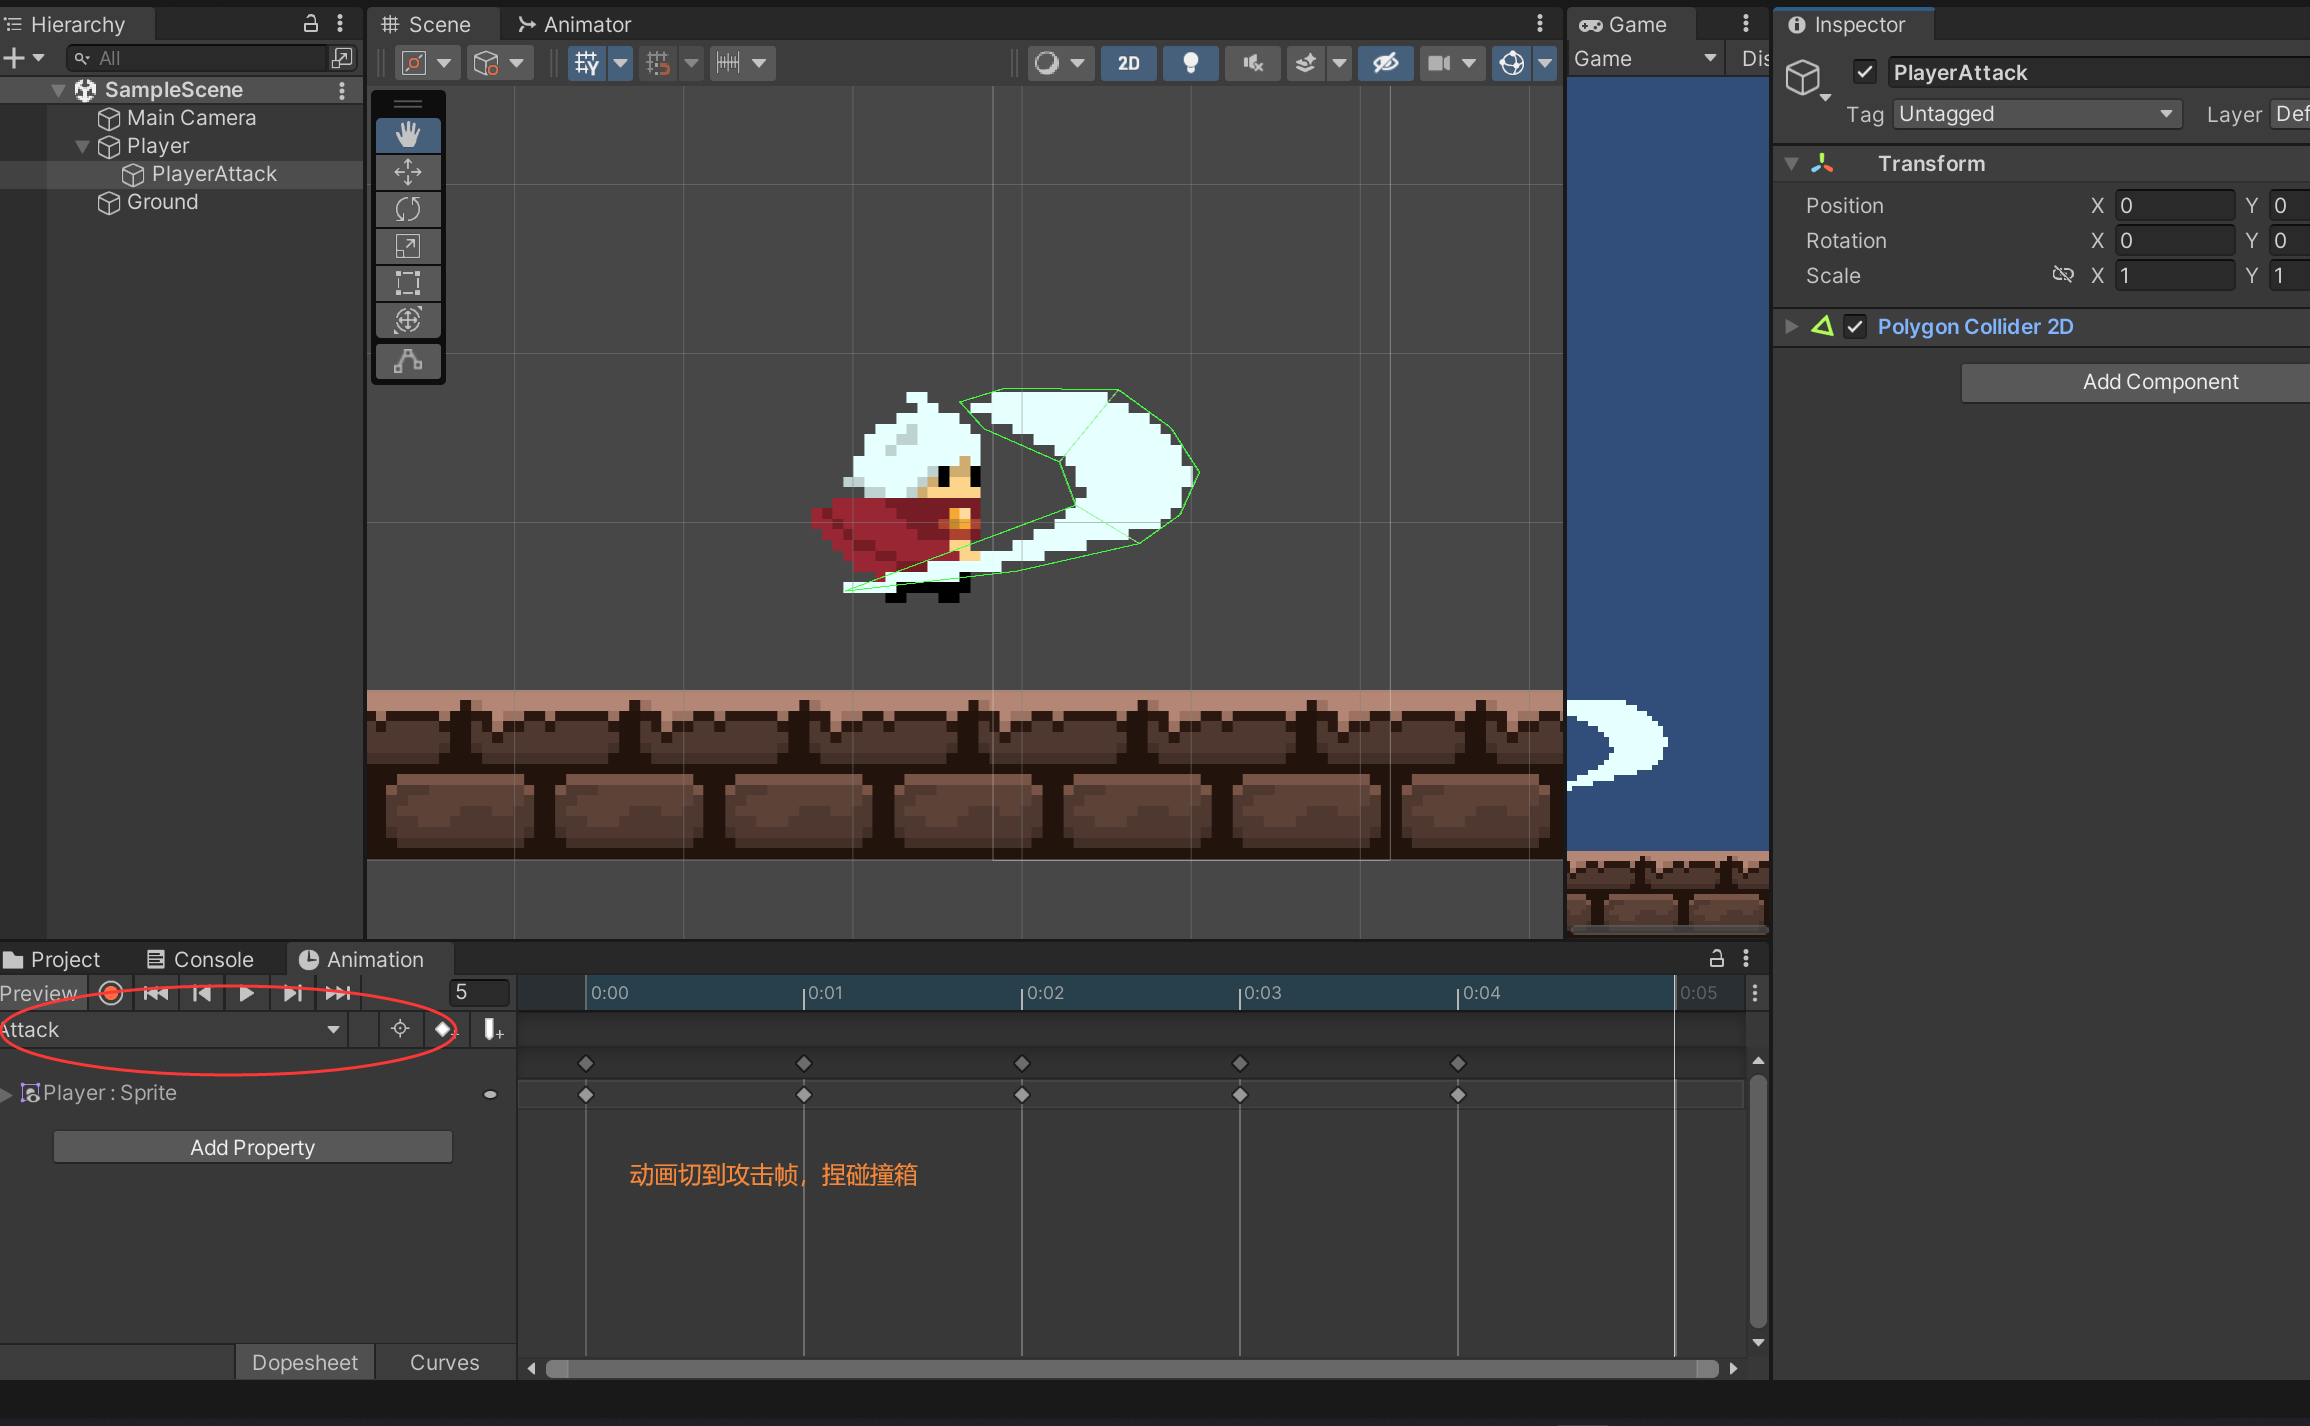 Hierarchy
All
SampleScene
Main Camera
Player
PlayerAttack
Ground
Scene
Animator
2D
Game
Game
Dis
Inspector
PlayerAttack
Tag
Untagged
Layer
Def
Transform
Position
X
0
Y
0
Rotation
X
0
Y
0
Scale
X
1
Y
1
Polygon Collider 2D
Add Component
Project
Console
Animation
Preview
5
0:00
0:01
0:02
0:03
0:04
0:05
Attack
Player : Sprite
Add Property
动画切到攻击帧，捏碰撞箱
Dopesheet
Curves